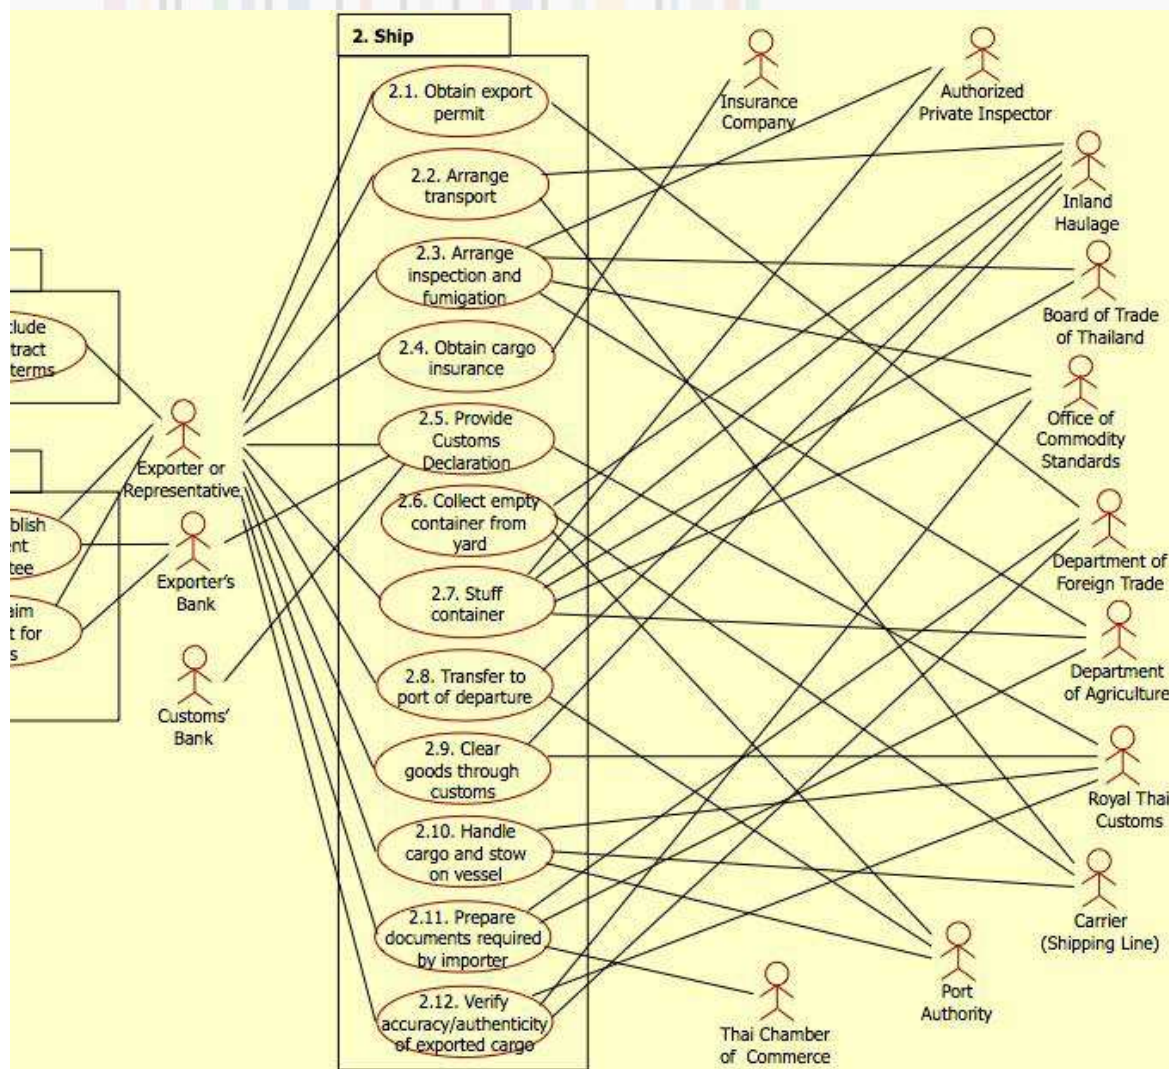 2. Ship
2.1. Obtain export
permit
2.2. Arrange
transport
2.3. Arrange
inspection and
fumigation
2.4. Obtain cargo
insurance
2.5. Provide
Customs
Declaration
2.6. Collect empty
container from
yard
2.7. Stuff
container
2.8. Transfer to
port of departure
2.9. Clear
goods through
customs
2.10. Handle
cargo and stow
on vessel
2.11. Prepare
documents required
by importer
2.12. Verify
accuracy/authenticity
of exported cargo
terms
Exporter or
Representative
Exporter's
Bank
Customs'
Bank
Insurance
Company
Authorized
Private Inspector
Inland
Haulage
Board of Trade
of Thailand
Office of
Commodity
Standards
Department of
Foreign Trade
Department
of Agriculture
Royal Thai
Customs
Carrier
(Shipping Line)
Port
Authority
Thai Chamber
of Commerce